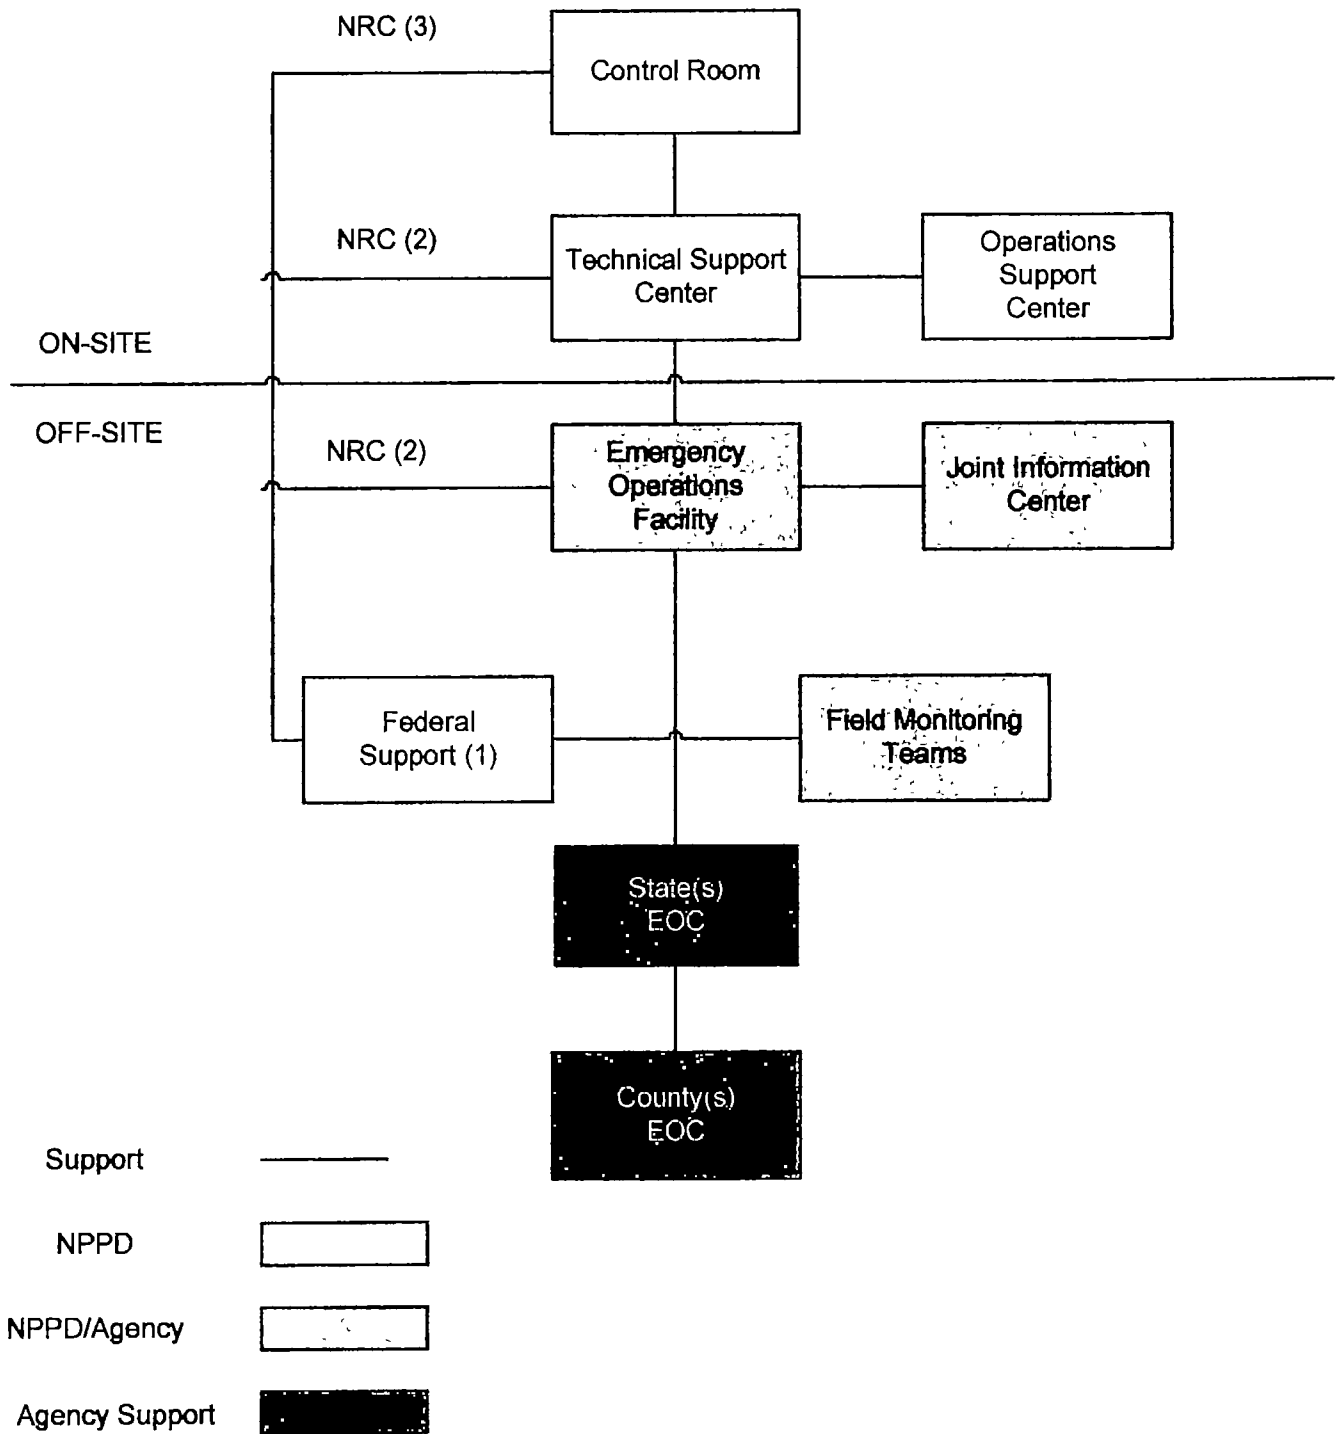 NRC (3)
Control Room
NRC (2)
Technical Support
Center
Operations
Support
Center
ON-SITE
OFF-SITE
NRC (2)
Emergency
Operations
Facility
Joint Information
Center
Federal
Support (1)
Field Monitoring
Teams
State(s)
EOC
County(s)
EOC
Support
NPPD
NPPD/Agency
Agency Support